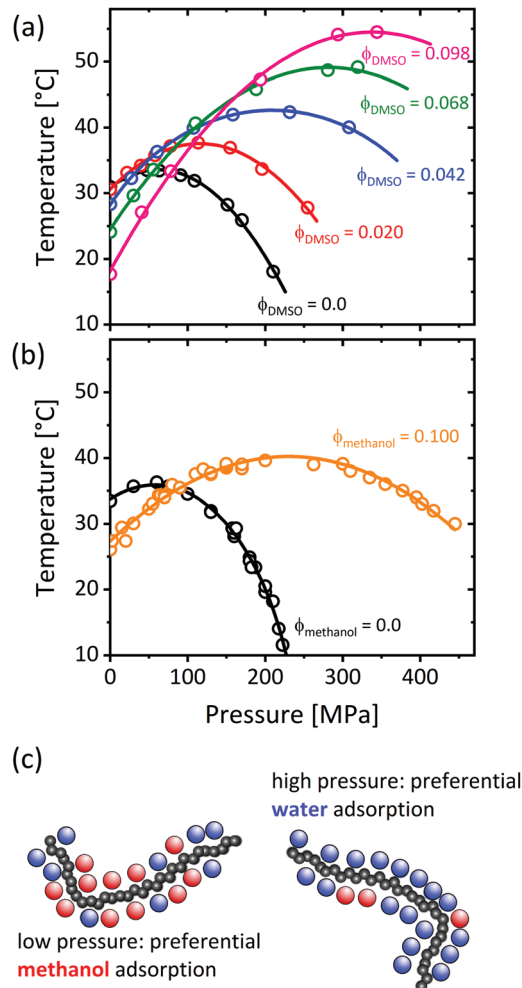 (a)
Temperature [°C]
50
40
30
20
10
ϕDMSO = 0.098
ϕDMSO = 0.068
ϕDMSO = 0.042
ϕDMSO = 0.020
ϕDMSO = 0.0
(b)
Temperature [°C]
50
40
30
20
10
ϕmethanol = 0.100
ϕmethanol = 0.0
0 100 200 300 400
Pressure [MPa]
(c)
high pressure: preferential
water adsorption
low pressure: preferential
methanol adsorption